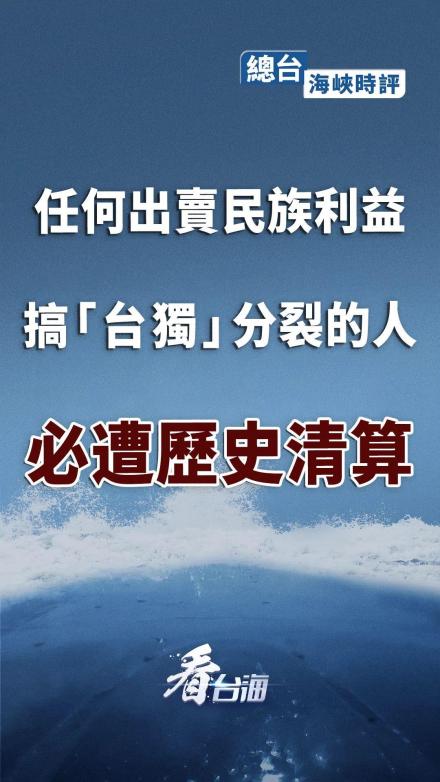 總台
海峽時評
任何出賣民族利益
搞「台獨」分裂的人
必遭歷史清算
看台海